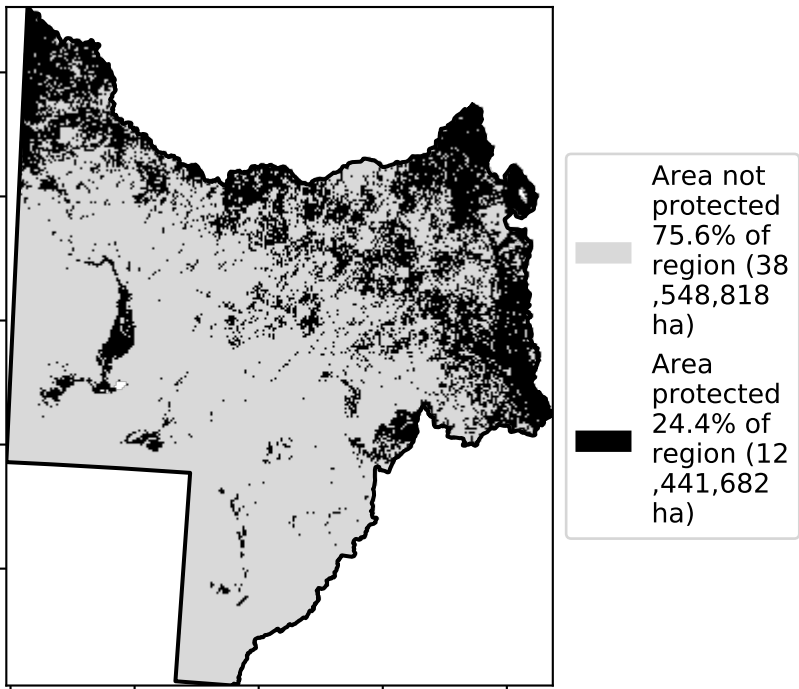 Area not
protected
75.6% of
region (38
,548,818
ha)
Area
protected
24.4% of
region (12
,441,682
ha)